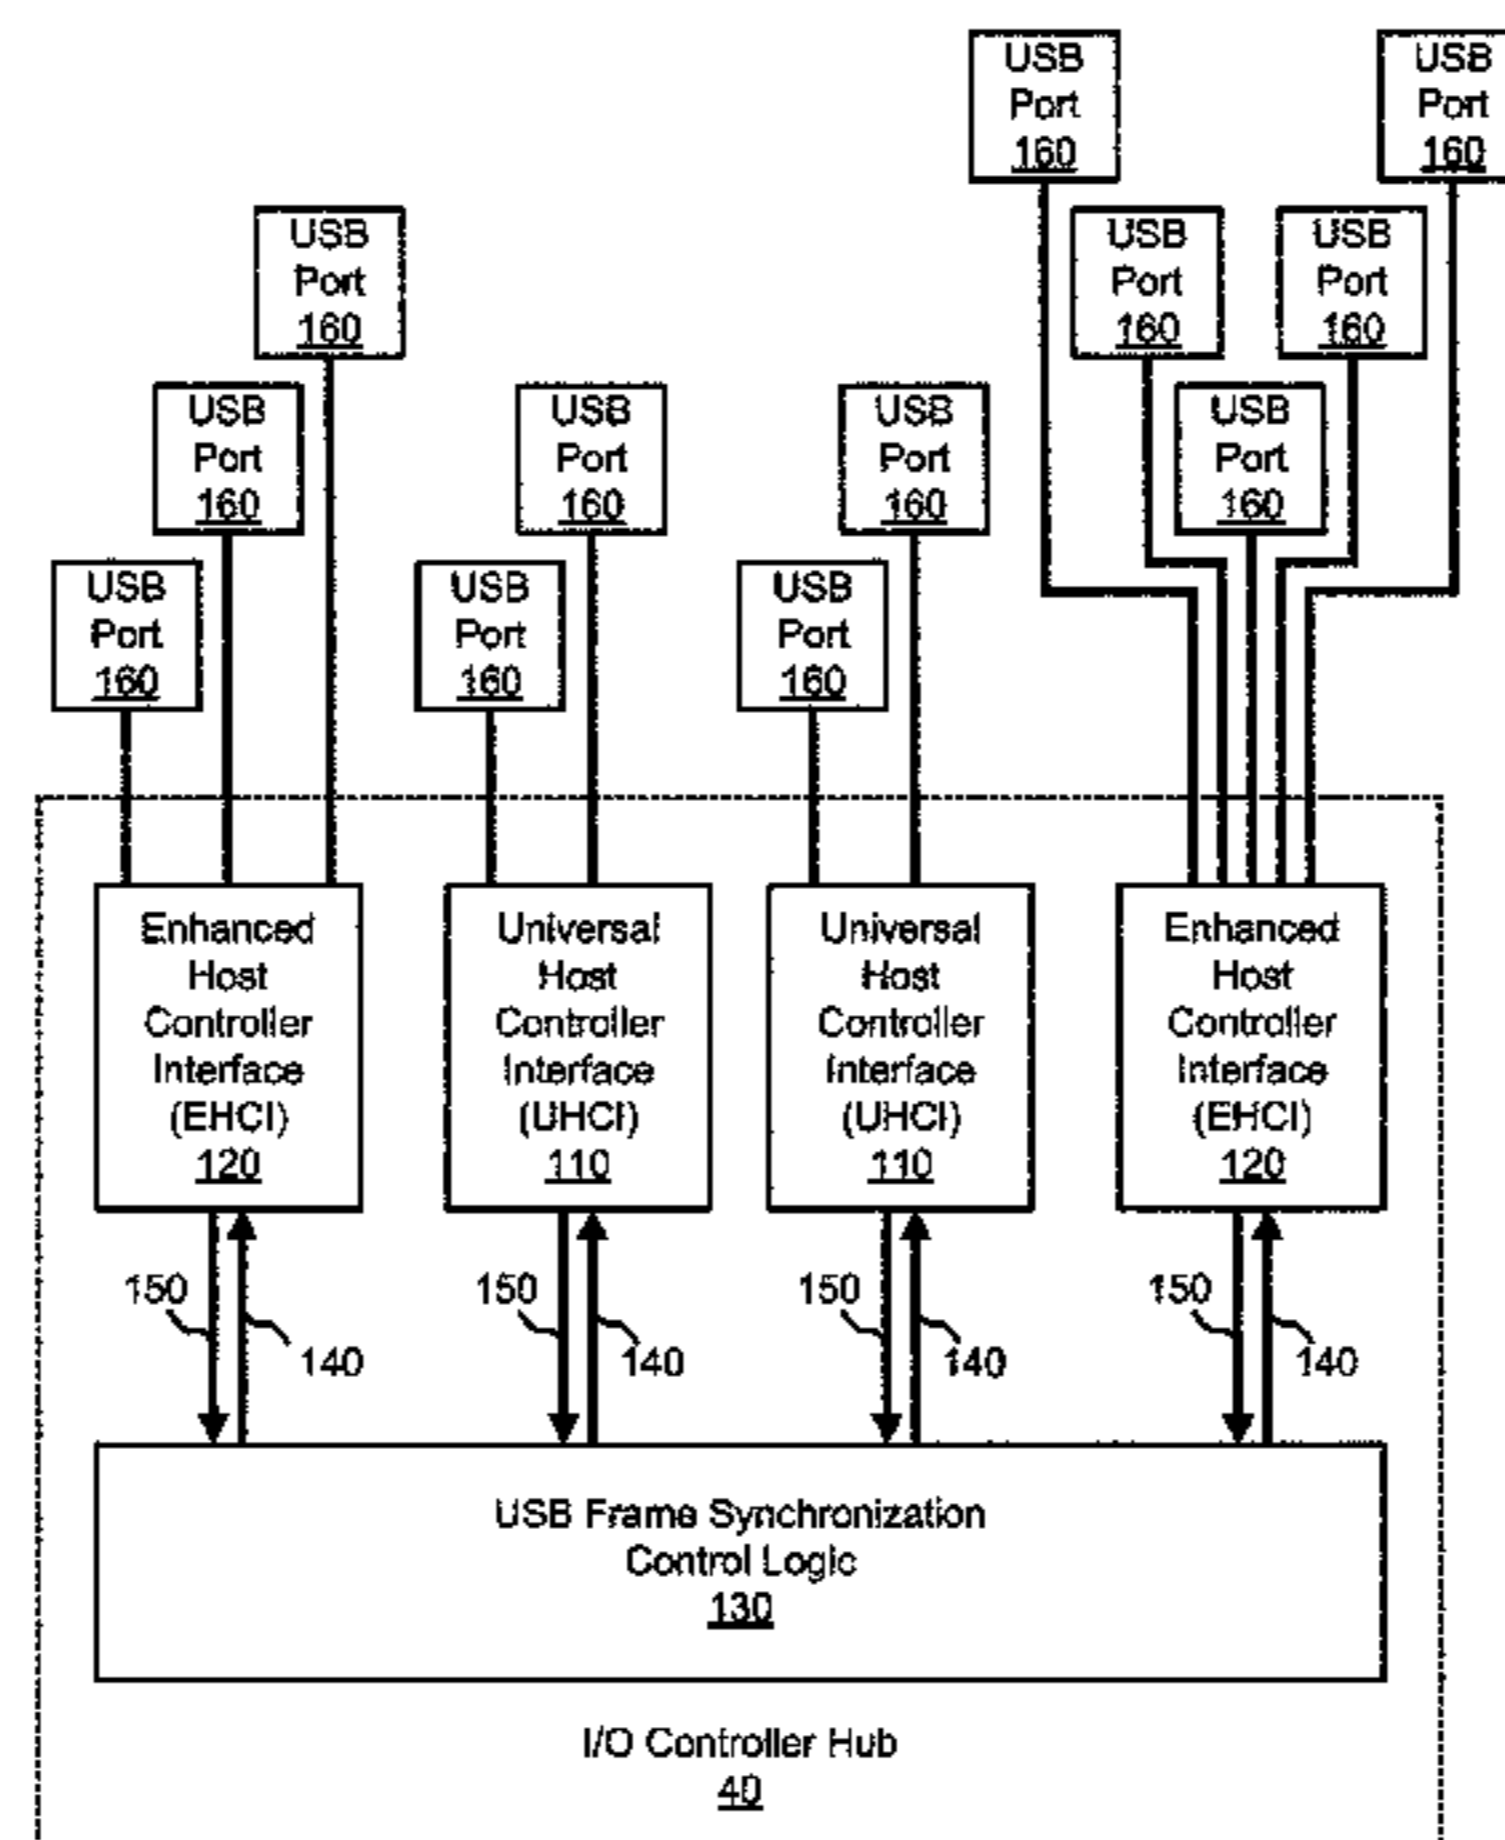 USB
Port
160
USB
Port
160
USB
Port
160
USB
Port
160
USB
Port
160
USB
Port
160
USB
Port
160
USB
Port
160
USB
Port
160
USB
Port
160
USB
Port
160
USB
Port
160
Enhanced
Host
Controller
Interface
(EHCI)
120
Universal
Host
Controller
Interface
(UHCI)
110
Universal
Host
Controller
Interface
(UHCI)
110
Enhanced
Host
Controller
Interface
(EHCI)
120
150
140
150
140
150
140
150
140
USB Frame Synchronization
Control Logic
130
I/O Controller Hub
40